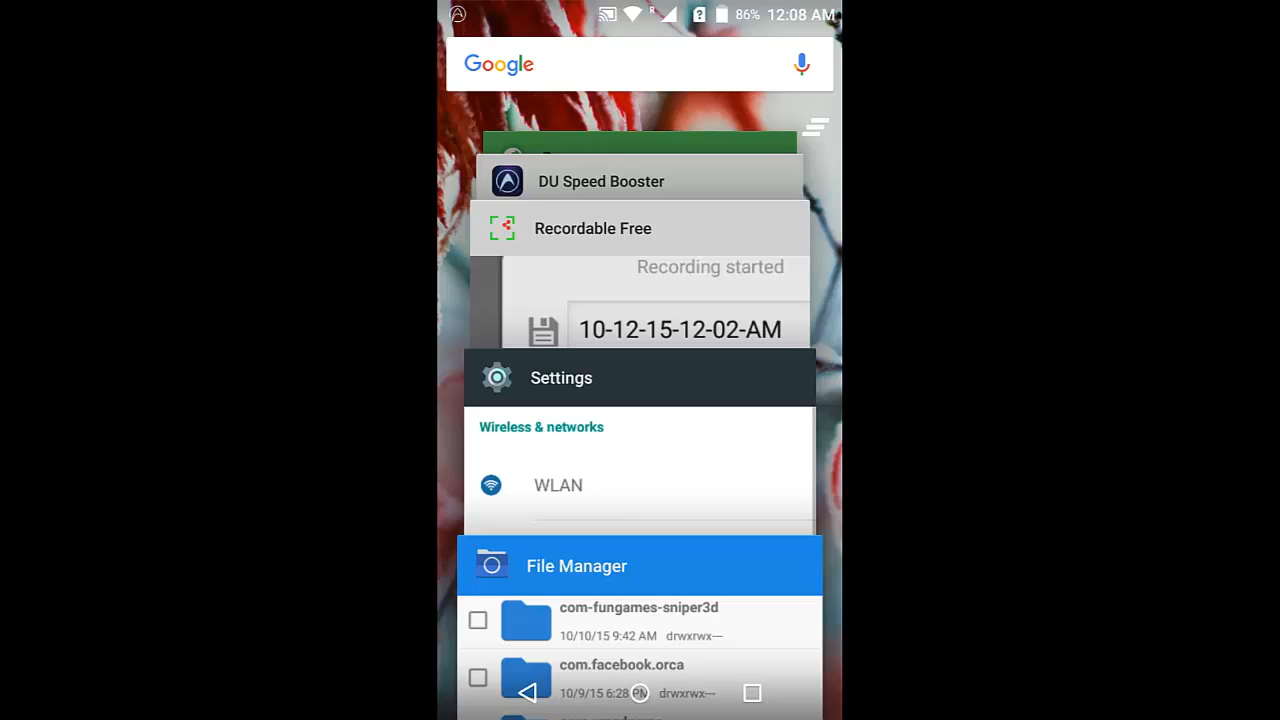 R
?
86%
12:08 AM
Google
DU Speed Booster
Recordable Free
Recording started
10-12-15-12-02-AM
Settings
Wireless & networks
WLAN
File Manager
com-fungames-sniper3d
10/10/15 9:42 AM drwxrwx---
com.facebook.orca
10/9/15 6:28 PM drwxrwx---